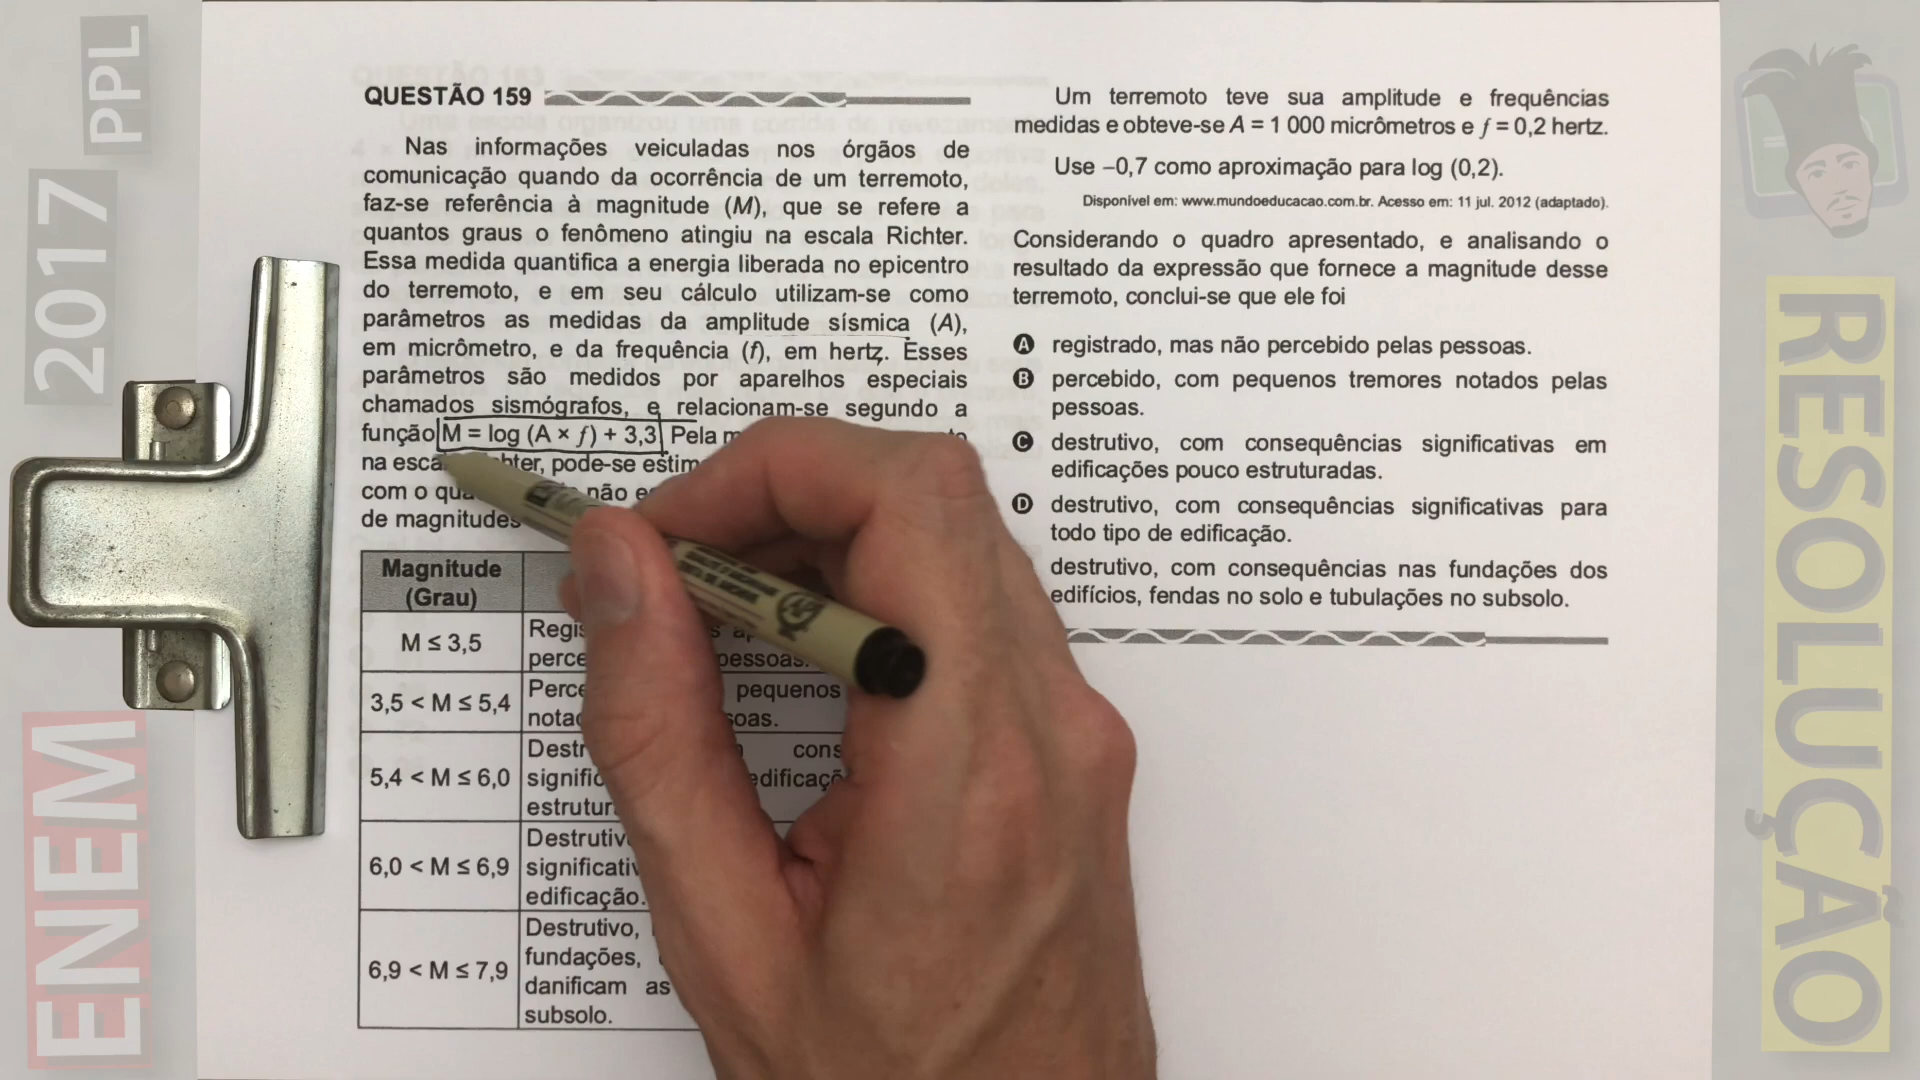 ENEM
2017
PPL
QUESTÃO 159
Nas informações veiculadas nos órgãos de
comunicação quando da ocorrência de um terremoto,
faz-se referência à magnitude (M), que se refere a
quantos graus o fenômeno atingiu na escala Richter.
Essa medida quantifica a energia liberada no epicentro
do terremoto, e em seu cálculo utilizam-se como
parâmetros as medidas da amplitude sísmica (A),
em micrômetro, e da frequência (f), em hertz. Esses
parâmetros são medidos por aparelhos especiais
chamados sismógrafos, e relacionam-se segundo a
função M = log (A × f) + 3,3 Pela
na pode-se
com o não
de magnitudes
Magnitude
(Grau)
M ≤ 3,5
pessoas.
3,5 < M ≤ 5,4
pequenos
5,4 < M ≤ 6,0
6,0 < M ≤ 6,9
edificação.
6,9 < M ≤ 7,9
Destrutivo,
fundações,
danificam as
subsolo.
Um terremoto teve sua amplitude e frequências
medidas e obteve-se A = 1 000 micrômetros e f = 0,2 hertz.
Use –0,7 como aproximação para log (0,2).
Disponível em: www.mundoeducacao.com.br. Acesso em: 11 jul. 2012 (adaptado).
Considerando o quadro apresentado, e analisando o
resultado da expressão que fornece a magnitude desse
terremoto, conclui-se que ele foi
A registrado, mas não percebido pelas pessoas.
B percebido, com pequenos tremores notados pelas
pessoas.
C destrutivo, com consequências significativas em
edificações pouco estruturadas.
D destrutivo, com consequências significativas para
todo tipo de edificação.
destrutivo, com consequências nas fundações dos
edifícios, fendas no solo e tubulações no subsolo.
RESOLUÇÃO